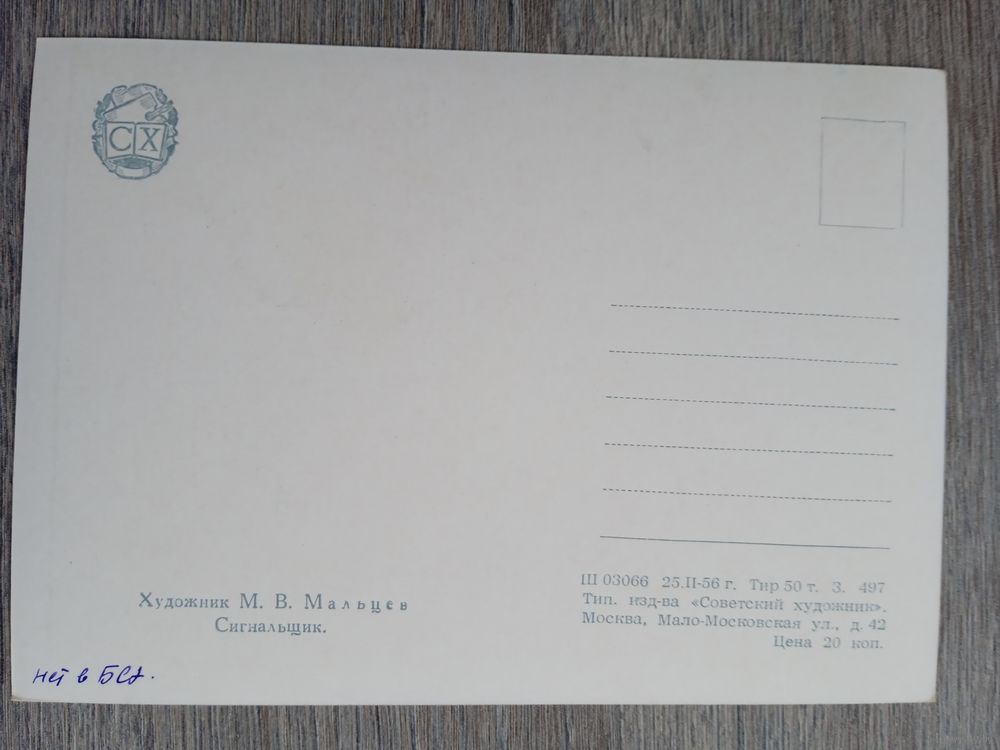 СХ
Художник М. В. Мальцев
Сигнальщик.
Ш 03066 25.II-56 г. Тир 50 т. З. 497
Тип. изд-ва «Советский художник».
Москва, Мало-Московская ул., д. 42
Цена 20 коп.
нет в